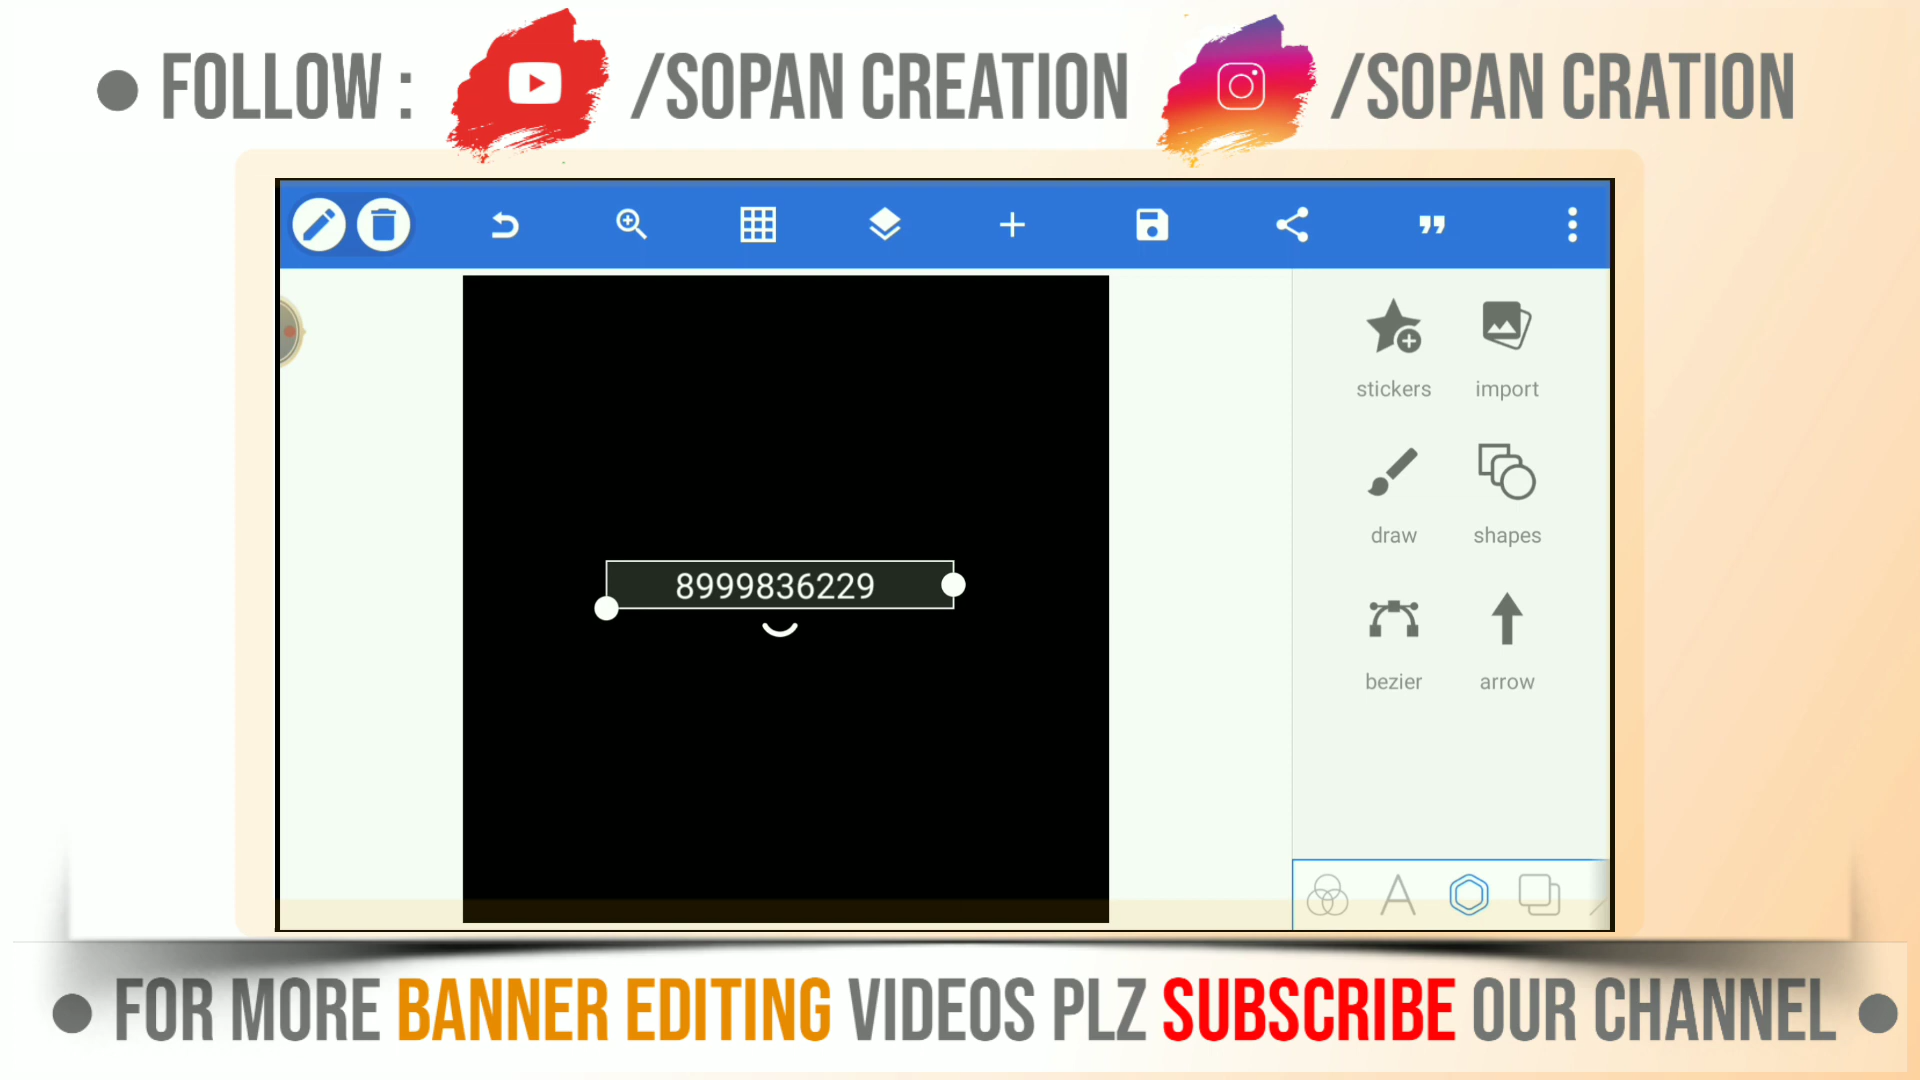 ● FOLLOW : /SOPAN CREATION /SOPAN CRATION
8999836229
stickers import
draw shapes
bezier arrow
● FOR MORE BANNER EDITING VIDEOS PLZ SUBSCRIBE OUR CHANNEL ●